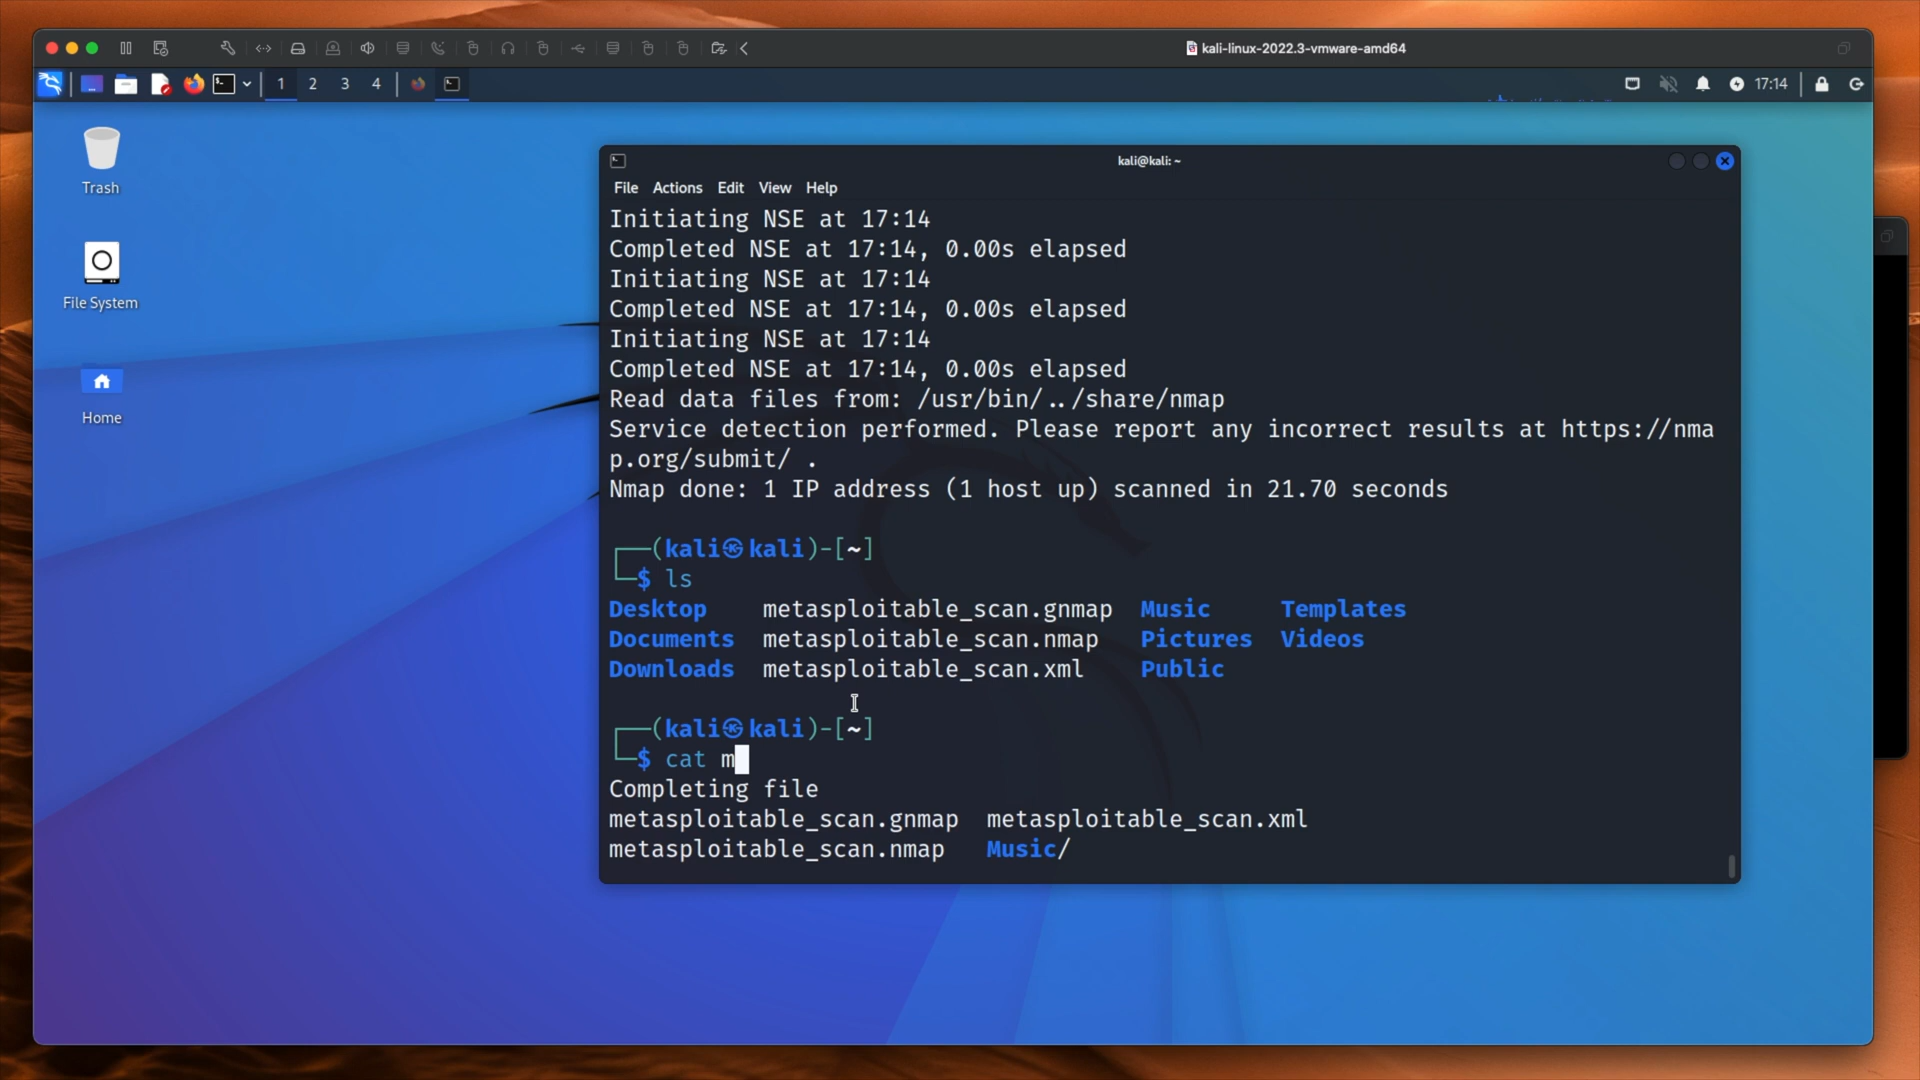 kali-linux-2022.3-vmware-amd64
1 2 3 4
17:14
Trash
File System
Home
kali@kali: ~
File Actions Edit View Help
Initiating NSE at 17:14
Completed NSE at 17:14, 0.00s elapsed
Initiating NSE at 17:14
Completed NSE at 17:14, 0.00s elapsed
Initiating NSE at 17:14
Completed NSE at 17:14, 0.00s elapsed
Read data files from: /usr/bin/../share/nmap
Service detection performed. Please report any incorrect results at https://nma
p.org/submit/ .
Nmap done: 1 IP address (1 host up) scanned in 21.70 seconds
┌──(kali㉿kali)-[~]
└─$ ls
Desktop metasploitable_scan.gnmap Music Templates
Documents metasploitable_scan.nmap Pictures Videos
Downloads metasploitable_scan.xml Public
┌──(kali㉿kali)-[~]
└─$ cat m
Completing file
metasploitable_scan.gnmap metasploitable_scan.xml
metasploitable_scan.nmap Music/